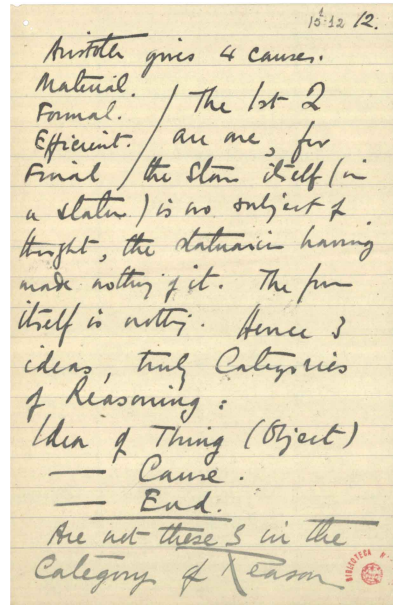 15.12 12.
Aristotle gives 4 causes.
Material.
Formal. / The 1st 2
Efficient. / are one, for
Final / the Stone itself (in
a statue) is no subject of
thought, the statuarist having
made nothing of it. The form
itself is nothing. Hence 3
ideas, truly Categories
of Reasoning:
Idea of Thing (Object)
— Cause.
— End.
Are not these 3 in the
Category of Reason
BIBLIOTECA